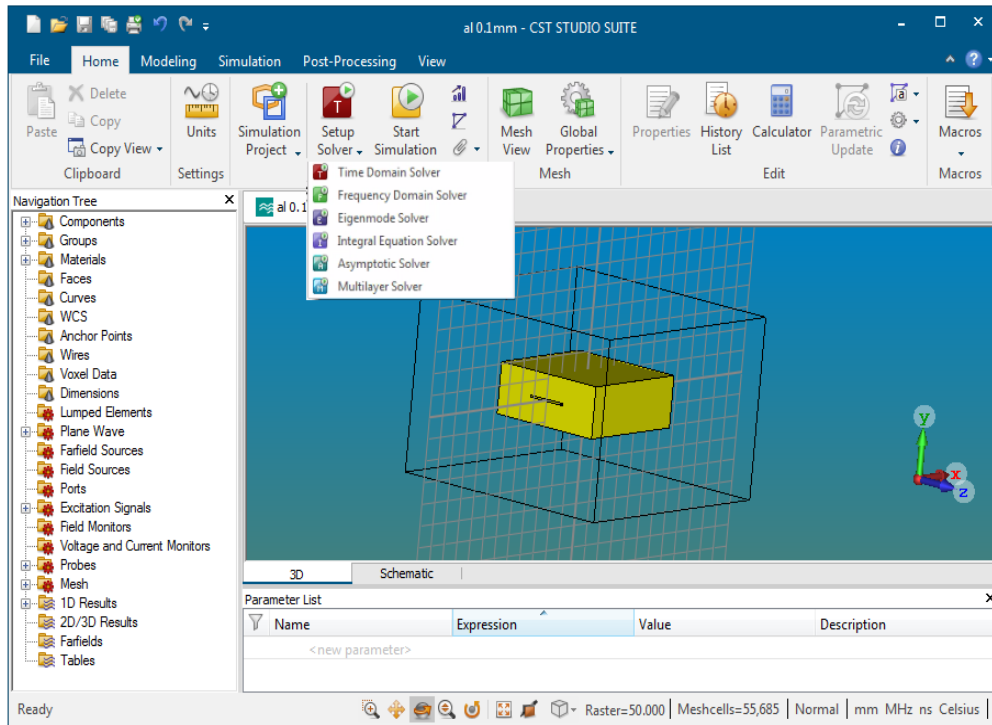 al 0.1mm - CST STUDIO SUITE
File Home Modeling Simulation Post-Processing View
Paste
Delete
Copy
Copy View
Clipboard
Units
Settings
Simulation Project
Setup Solver
Start Simulation
Mesh View
Global Properties
Mesh
Properties
History List
Calculator
Parametric Update
Edit
Macros
Macros
Time Domain Solver
Frequency Domain Solver
Eigenmode Solver
Integral Equation Solver
Asymptotic Solver
Multilayer Solver
Navigation Tree
Components
Groups
Materials
Faces
Curves
WCS
Anchor Points
Wires
Voxel Data
Dimensions
Lumped Elements
Plane Wave
Farfield Sources
Field Sources
Ports
Excitation Signals
Field Monitors
Voltage and Current Monitors
Probes
Mesh
1D Results
2D/3D Results
Farfields
Tables
al 0.1
y
x
z
3D Schematic
Parameter List
Name Expression Value Description
<new parameter>
Ready Raster=50.000 Meshcells=55,685 Normal mm MHz ns Celsius